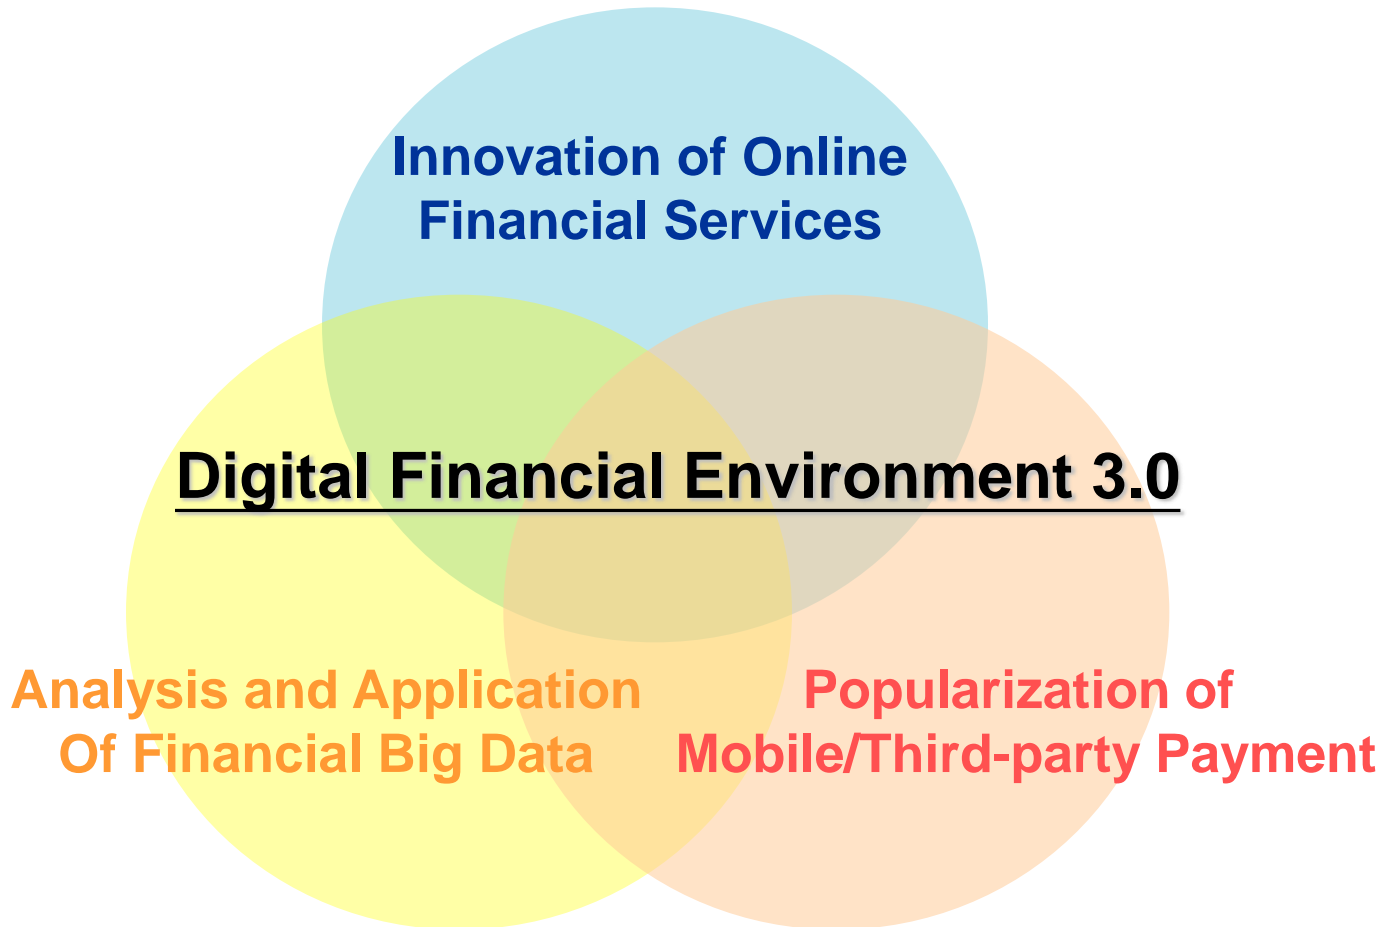 Innovation of Online
Financial Services
Digital Financial Environment 3.0
Analysis and Application
Of Financial Big Data
Popularization of
Mobile/Third-party Payment